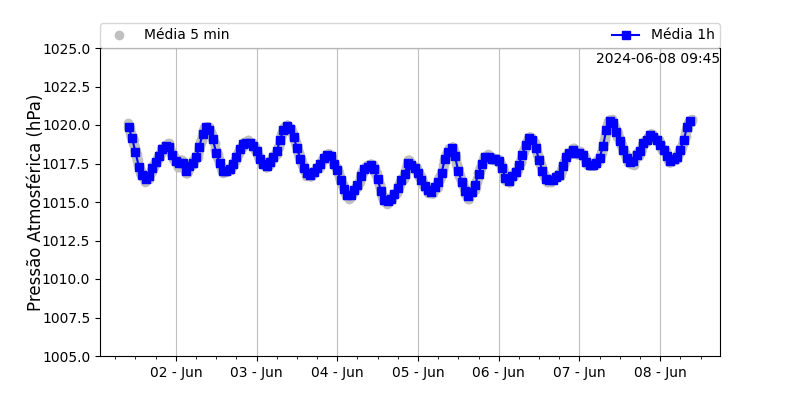 Média 5 min
Média 1h
2024-06-08 09:45
Pressão Atmosférica (hPa)
1025.0
1022.5
1020.0
1017.5
1015.0
1012.5
1010.0
1007.5
1005.0
02 - Jun
03 - Jun
04 - Jun
05 - Jun
06 - Jun
07 - Jun
08 - Jun